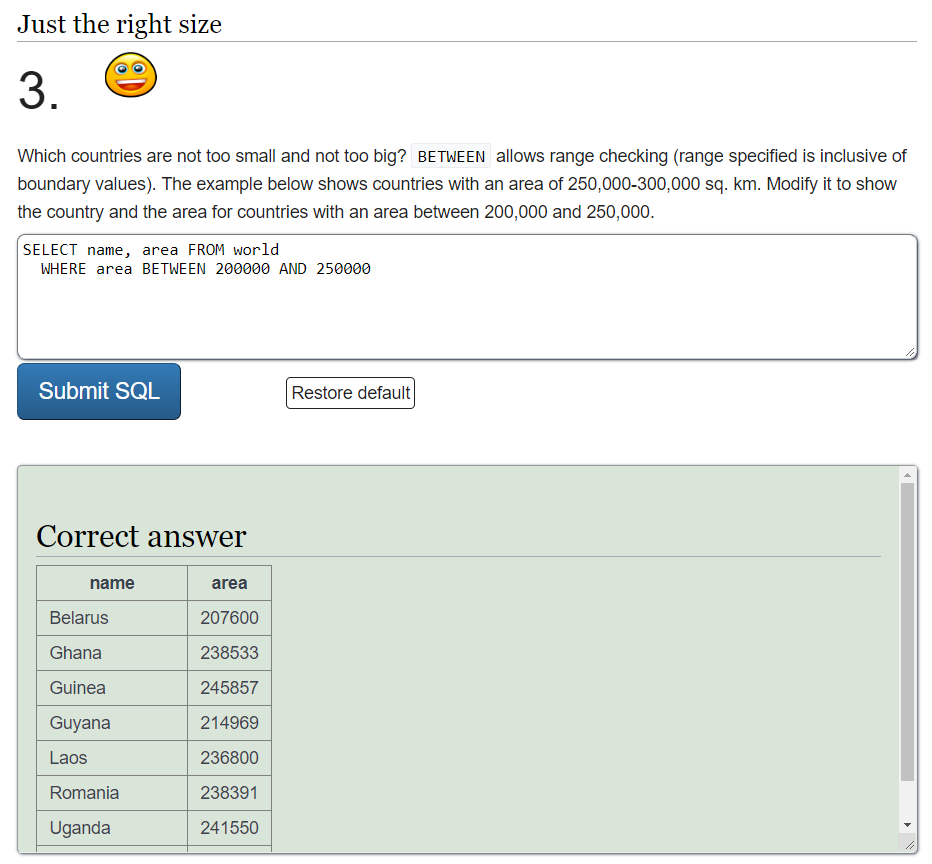 Just the right size
3.
Which countries are not too small and not too big? BETWEEN allows range checking (range specified is inclusive of
boundary values). The example below shows countries with an area of 250,000-300,000 sq. km. Modify it to show
the country and the area for countries with an area between 200,000 and 250,000.
SELECT name, area FROM world
WHERE area BETWEEN 200000 AND 250000
Submit SQL
Restore default
Correct answer
name area
Belarus 207600
Ghana 238533
Guinea 245857
Guyana 214969
Laos 236800
Romania 238391
Uganda 241550